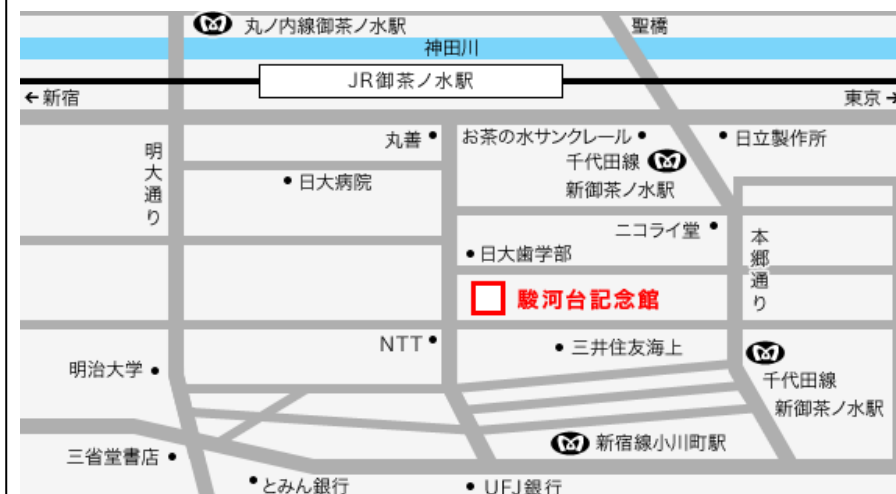 丸ノ内線御茶ノ水駅
聖橋
神田川
JR御茶ノ水駅
←新宿
東京→
明大通り
丸善
お茶の水サンクレール
日立製作所
千代田線
新御茶ノ水駅
日大病院
ニコライ堂
日大歯学部
本郷通り
駿河台記念館
NTT
三井住友海上
明治大学
千代田線
新御茶ノ水駅
新宿線小川町駅
三省堂書店
とみん銀行
UFJ銀行